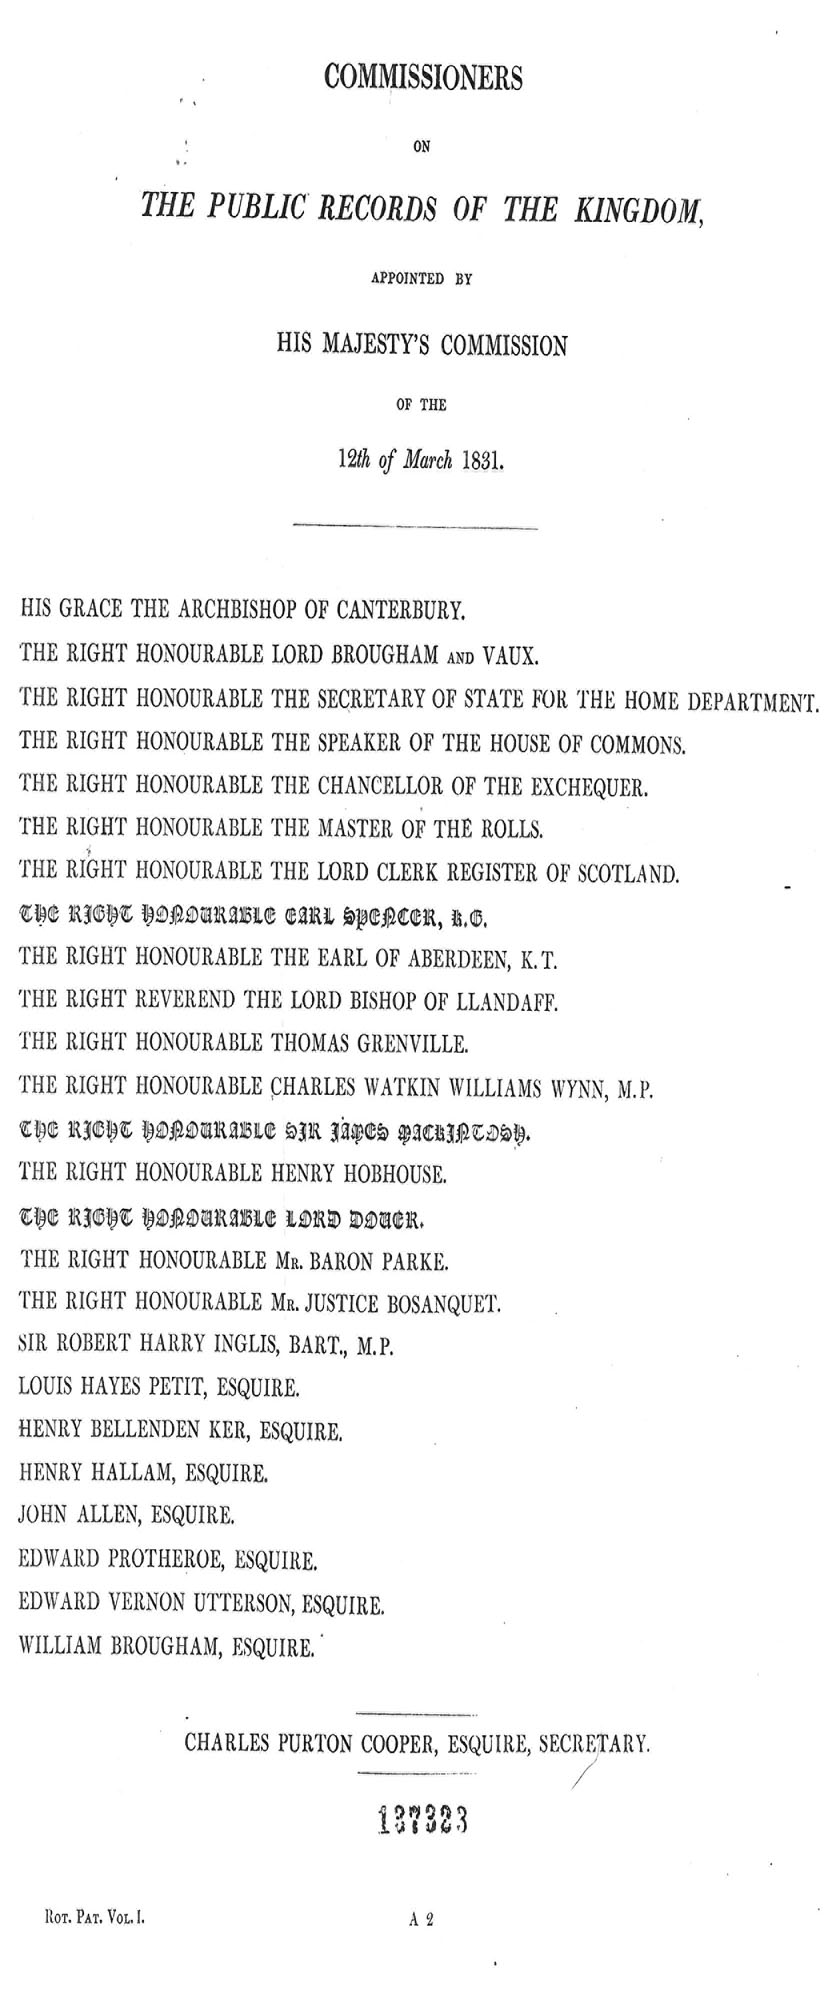 COMMISSIONERS
ON
THE PUBLIC RECORDS OF THE KINGDOM,
APPOINTED BY
HIS MAJESTY'S COMMISSION
OF THE
12th of March 1831.
HIS GRACE THE ARCHBISHOP OF CANTERBURY.
THE RIGHT HONOURABLE LORD BROUGHAM AND VAUX.
THE RIGHT HONOURABLE THE SECRETARY OF STATE FOR THE HOME DEPARTMENT.
THE RIGHT HONOURABLE THE SPEAKER OF THE HOUSE OF COMMONS.
THE RIGHT HONOURABLE THE CHANCELLOR OF THE EXCHEQUER.
THE RIGHT HONOURABLE THE MASTER OF THE ROLLS.
THE RIGHT HONOURABLE THE LORD CLERK REGISTER OF SCOTLAND.
THE RIGHT HONOURABLE EARL SPENCER, K.G.
THE RIGHT HONOURABLE THE EARL OF ABERDEEN, K.T.
THE RIGHT REVEREND THE LORD BISHOP OF LLANDAFF.
THE RIGHT HONOURABLE THOMAS GRENVILLE.
THE RIGHT HONOURABLE CHARLES WATKIN WILLIAMS WYNN, M.P.
THE RIGHT HONOURABLE SIR JAMES MACKINTOSH.
THE RIGHT HONOURABLE HENRY HOBHOUSE.
THE RIGHT HONOURABLE LORD DOVER.
THE RIGHT HONOURABLE MR. BARON PARKE.
THE RIGHT HONOURABLE MR. JUSTICE BOSANQUET.
SIR ROBERT HARRY INGLIS, BART., M.P.
LOUIS HAYES PETIT, ESQUIRE.
HENRY BELLENDEN KER, ESQUIRE.
HENRY HALLAM, ESQUIRE.
JOHN ALLEN, ESQUIRE.
EDWARD PROTHEROE, ESQUIRE.
EDWARD VERNON UTTERSON, ESQUIRE.
WILLIAM BROUGHAM, ESQUIRE.
CHARLES PURTON COOPER, ESQUIRE, SECRETARY.
137323
ROT. PAT. VOL. I.
A 2